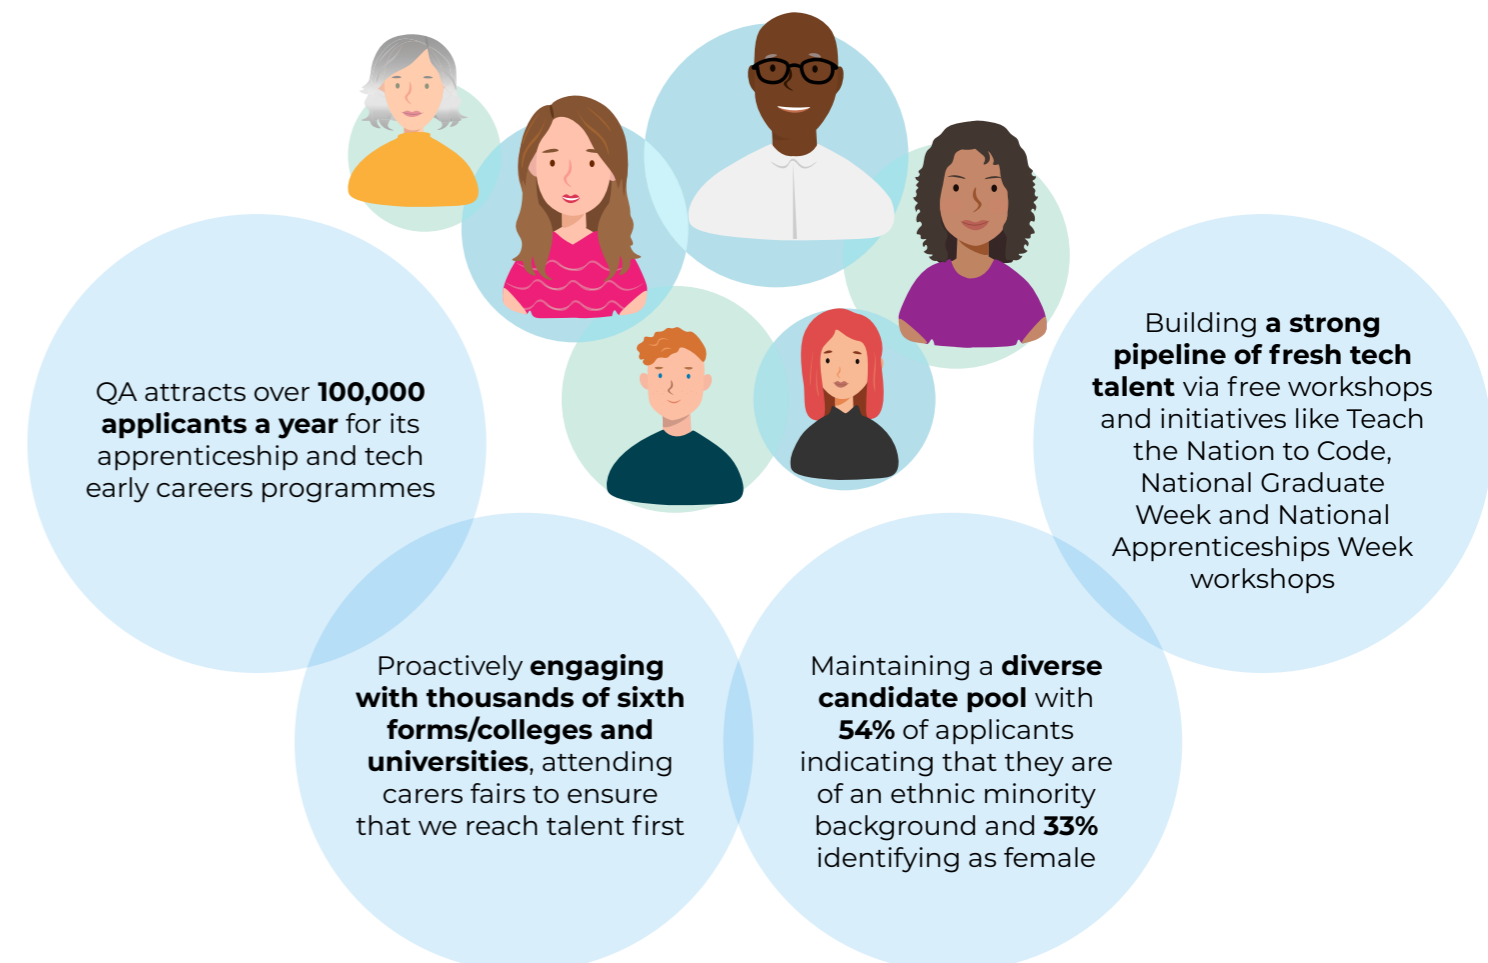 QA attracts over 100,000
applicants a year for its
apprenticeship and tech
early careers programmes
Proactively engaging
with thousands of sixth
forms/colleges and
universities, attending
carers fairs to ensure
that we reach talent first
Maintaining a diverse
candidate pool with
54% of applicants
indicating that they are
of an ethnic minority
background and 33%
identifying as female
Building a strong
pipeline of fresh tech
talent via free workshops
and initiatives like Teach
the Nation to Code,
National Graduate
Week and National
Apprenticeships Week
workshops